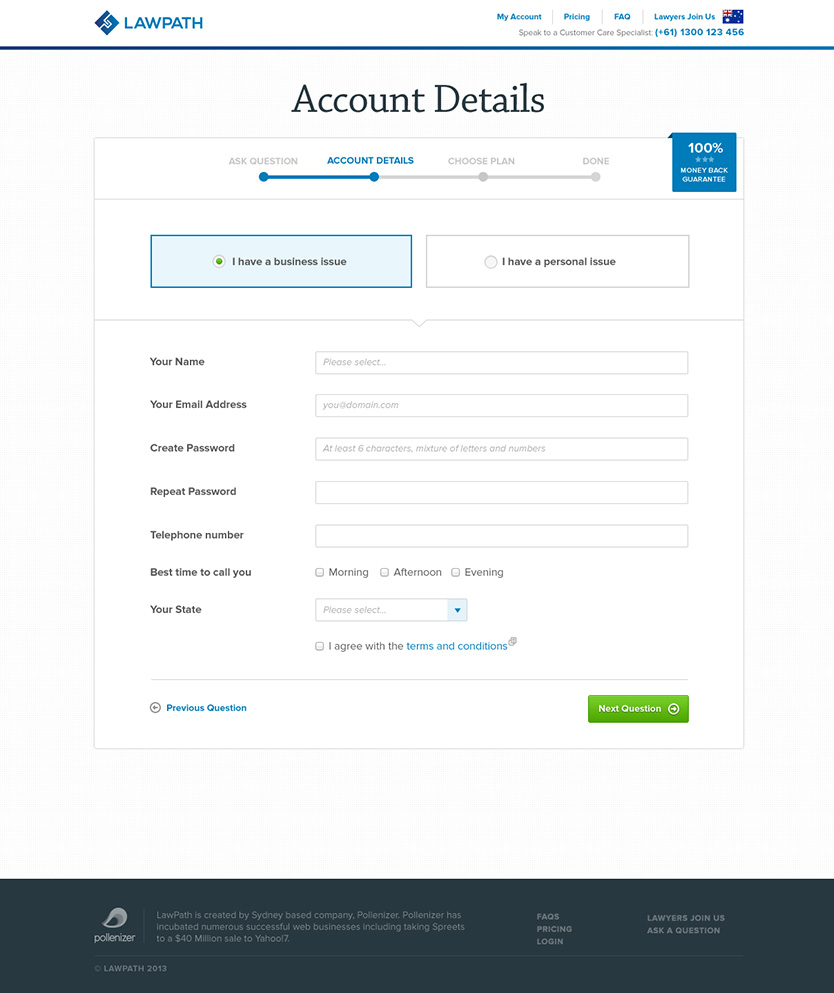 LAWPATH
My Account
Pricing
FAQ
Lawyers Join Us
Speak to a Customer Care Specialist: (+61) 1300 123 456
Account Details
ASK QUESTION
ACCOUNT DETAILS
CHOOSE PLAN
DONE
100%
MONEY BACK
GUARANTEE
I have a business issue
I have a personal issue
Your Name
Please select...
Your Email Address
you@domain.com
Create Password
At least 6 characters, mixture of letters and numbers
Repeat Password
Telephone number
Best time to call you
Morning
Afternoon
Evening
Your State
Please select...
I agree with the terms and conditions
Previous Question
Next Question
pollenizer
LawPath is created by Sydney based company, Pollenizer. Pollenizer has
incubated numerous successful web businesses including taking Spreets
to a $40 Million sale to Yahoo!7.
FAQS
PRICING
LOGIN
LAWYERS JOIN US
ASK A QUESTION
© LAWPATH 2013